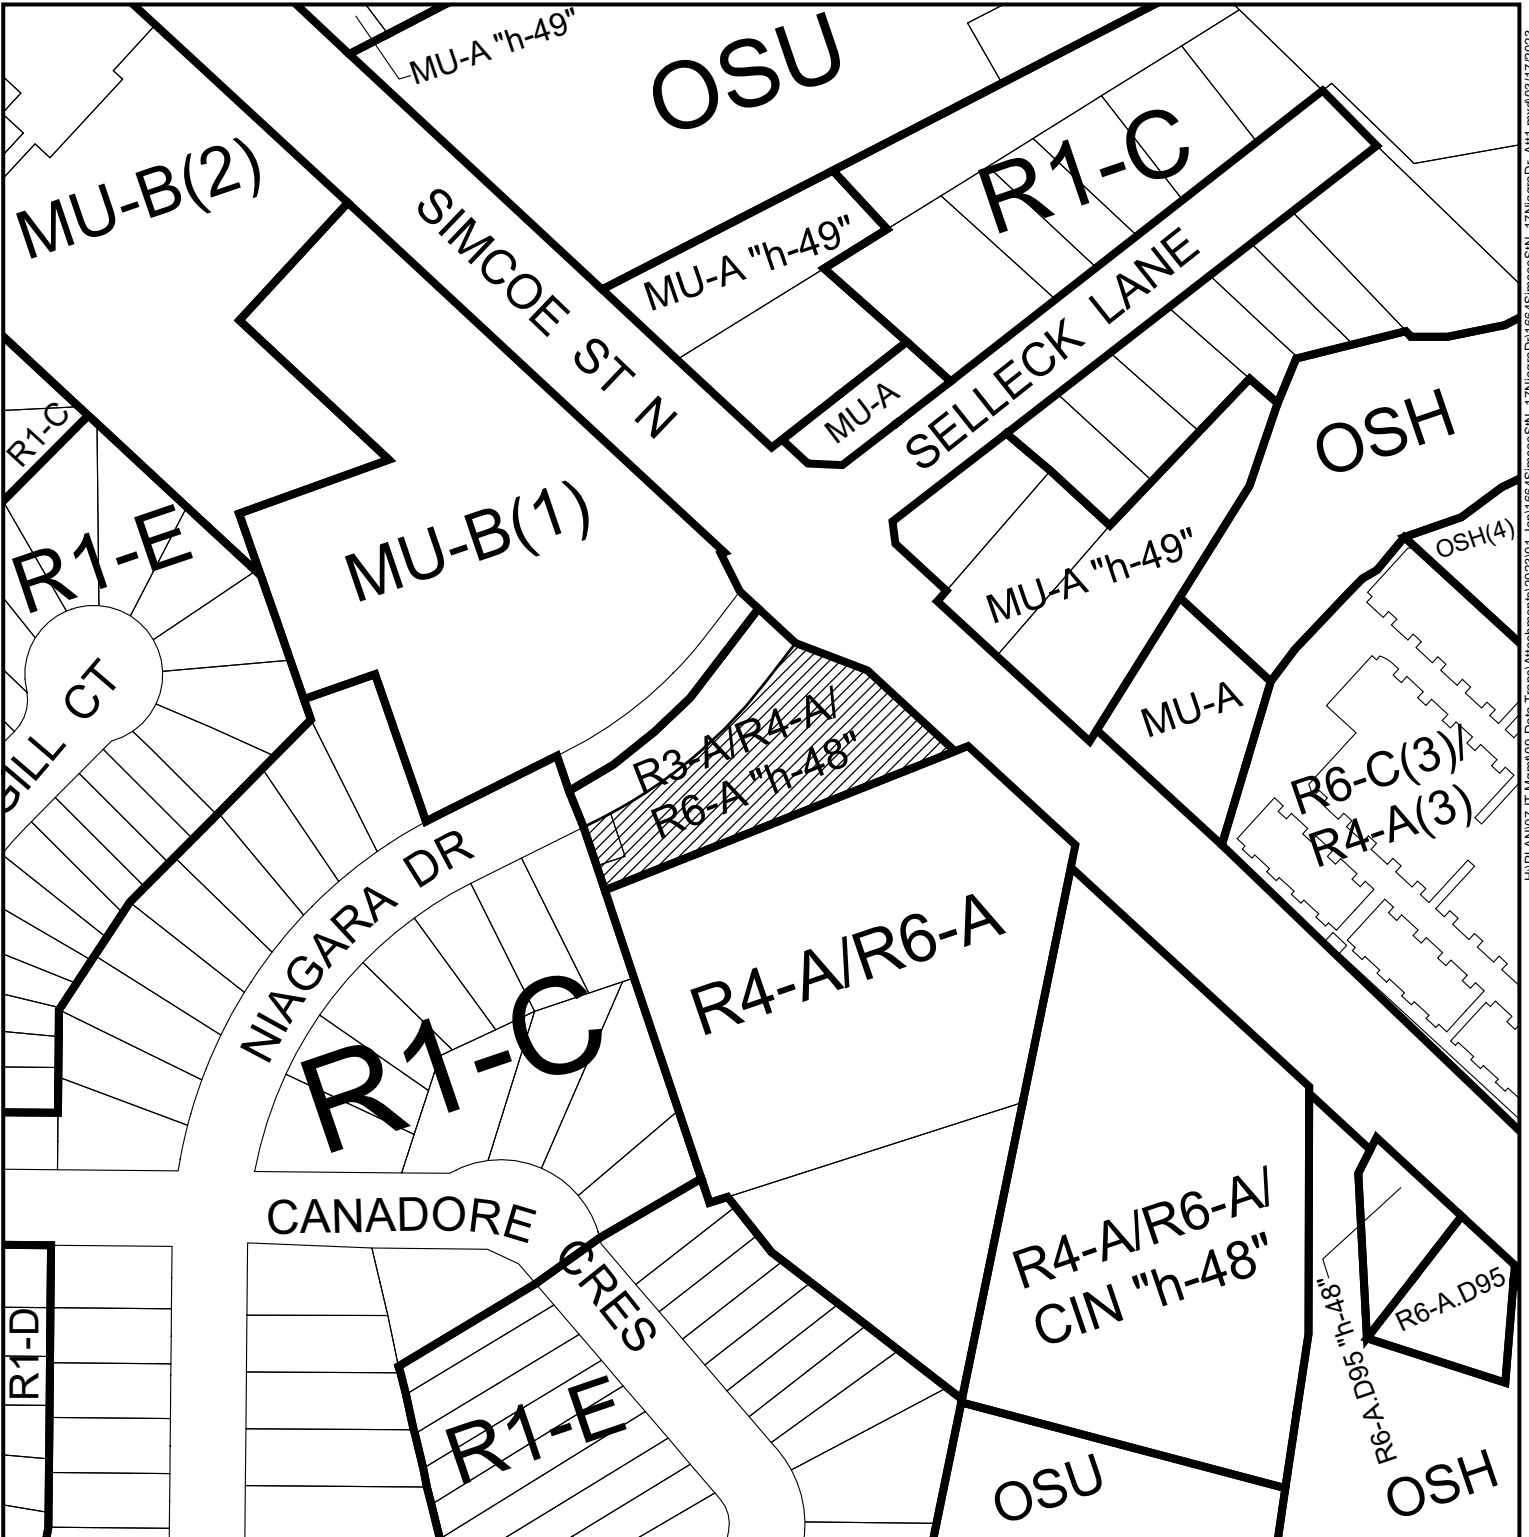 MU-A "h-49"
OSU
MU-B(2)
R1-C
SIMCOE ST N
MU-A "h-49"
SELLECK LANE
MU-A
OSH
R1-C
R1-E
MU-B(1)
MU-A "h-49"
OSH(4)
CT
MU-A
R3-A/R4-A/
R6-A "h-48"
R6-C(3)/
R4-A(3)
NIAGARA DR
R4-A/R6-A
R1-C
CANADORE CRES
R4-A/R6-A/
CIN "h-48"
R6-A.D95
R6-A.D95 "h-48"
R1-D
R1-E
OSU
OSH